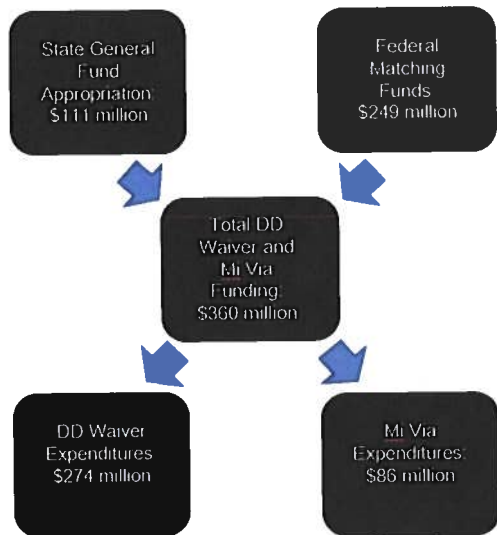 State General
Fund
Appropriation:
$111 million
Federal
Matching
Funds
$249 million
Total DD
Waiver and
Mi Via
Funding:
$360 million
DD Waiver
Expenditures
$274 million
Mi Via
Expenditures:
$86 million